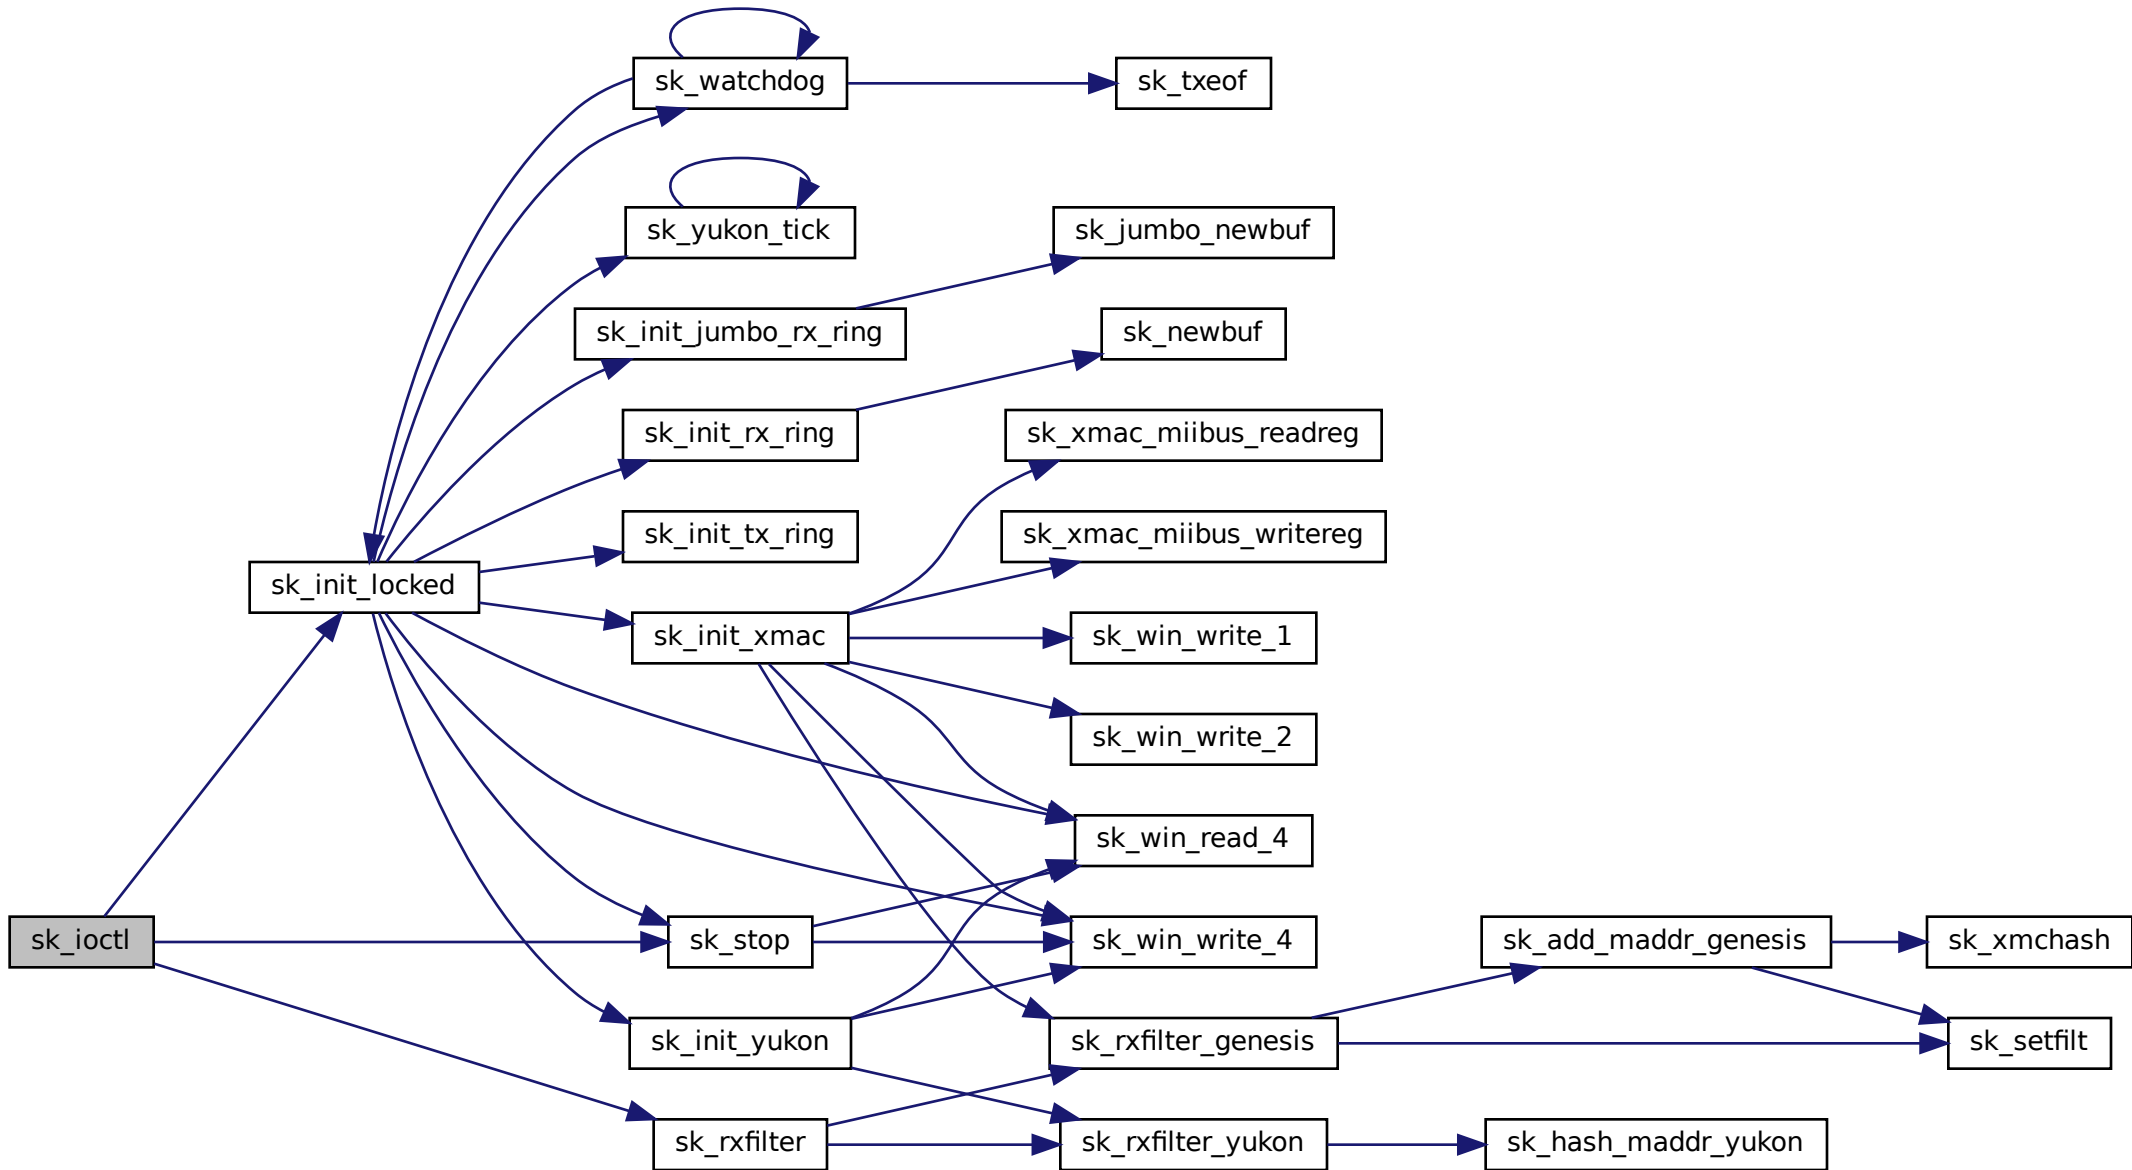 sk_watchdog
sk_txeof
sk_yukon_tick
sk_jumbo_newbuf
sk_init_jumbo_rx_ring
sk_newbuf
sk_init_rx_ring
sk_xmac_miibus_readreg
sk_init_tx_ring
sk_xmac_miibus_writereg
sk_init_locked
sk_init_xmac
sk_win_write_1
sk_win_write_2
sk_win_read_4
sk_ioctl
sk_stop
sk_win_write_4
sk_add_maddr_genesis
sk_xmchash
sk_init_yukon
sk_rxfilter_genesis
sk_setfilt
sk_rxfilter
sk_rxfilter_yukon
sk_hash_maddr_yukon